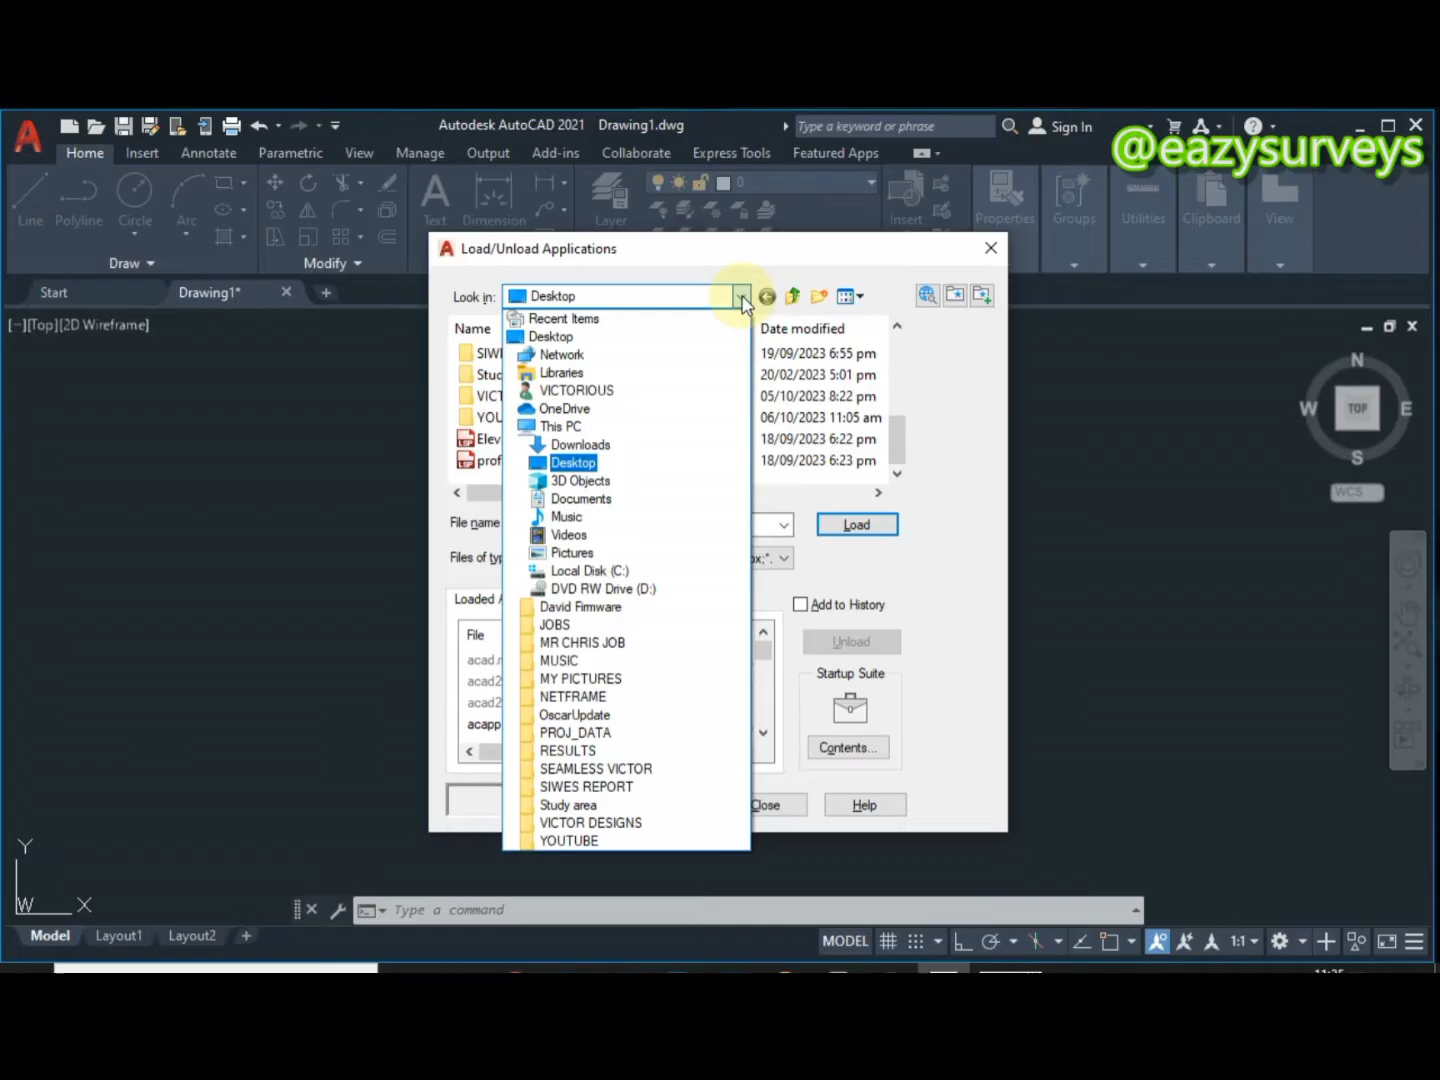 @eazysurveys
Autodesk AutoCAD 2021 Drawing1.dwg
Type a keyword or phrase
Sign In
Home Insert Annotate Parametric View Manage Output Add-ins Collaborate Express Tools Featured Apps
0
Line Polyline Circle Arc Text Dimension Layer Insert Properties Groups Utilities Clipboard View
Draw Modify
Start Drawing1* +
[−][Top][2D Wireframe]
Load/Unload Applications
Look in: Desktop
Recent Items
Desktop
Network
Libraries
VICTORIOUS
OneDrive
This PC
Downloads
Desktop
3D Objects
Documents
Music
Videos
Pictures
Local Disk (C:)
DVD RW Drive (D:)
David Firmware
JOBS
MR CHRIS JOB
MUSIC
MY PICTURES
NETFRAME
OscarUpdate
PROJ_DATA
RESULTS
SEAMLESS VICTOR
SIWES REPORT
Study area
VICTOR DESIGNS
YOUTUBE
Name Date modified
19/09/2023 6:55 pm
20/02/2023 5:01 pm
05/10/2023 8:22 pm
06/10/2023 11:05 am
18/09/2023 6:22 pm
18/09/2023 6:23 pm
File name
Load
Files of
Loaded
Add to History
File
Unload
Startup Suite
Contents...
Close Help
N
W TOP E
S
WCS
Y
W X
Type a command
Model Layout1 Layout2 +
MODEL 1:1